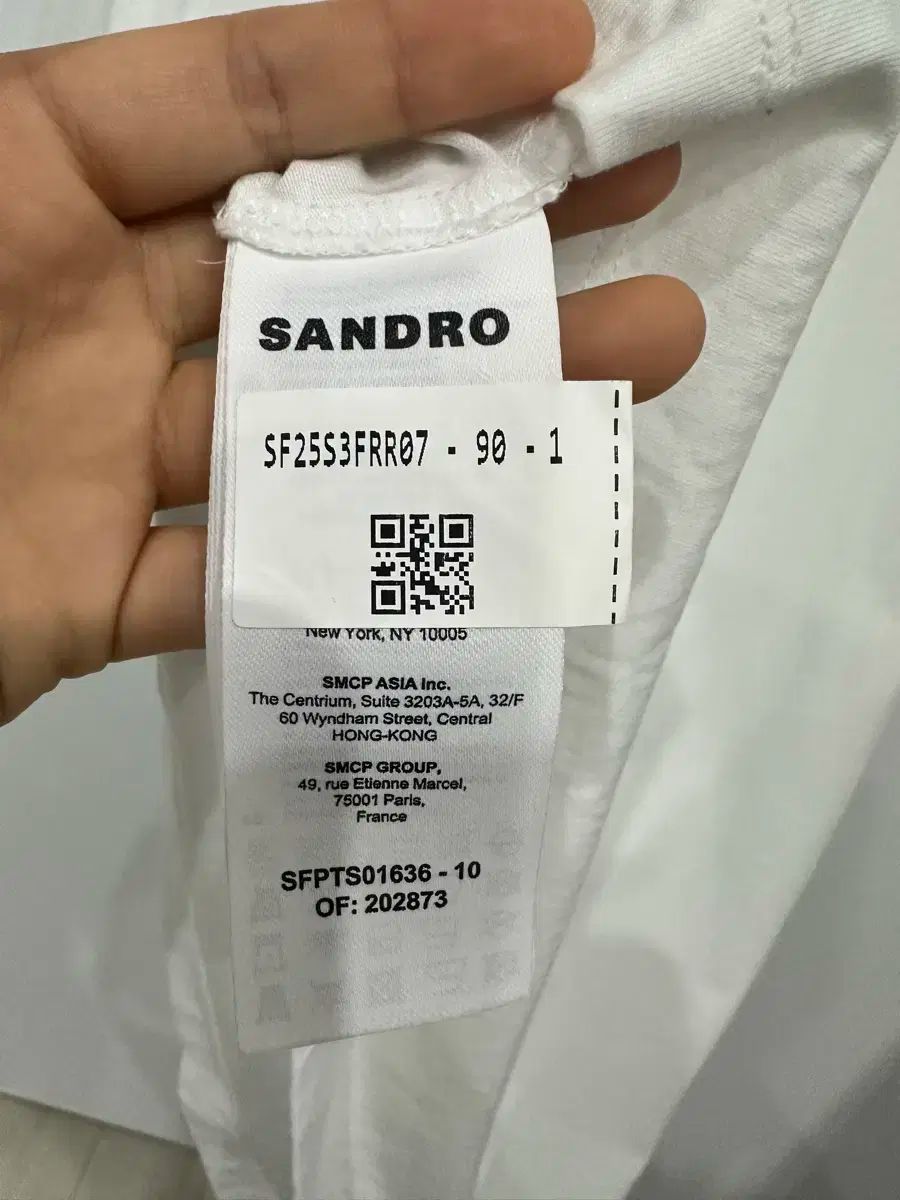 SANDRO
SF25S3FRR07 - 90 - 1
New York, NY 10005
SMCP ASIA Inc.
The Centrium, Suite 3203A-5A, 32/F
60 Wyndham Street, Central
HONG-KONG
SMCP GROUP,
49, rue Etienne Marcel,
75001 Paris,
France
SFPTS01636 - 10
OF: 202873